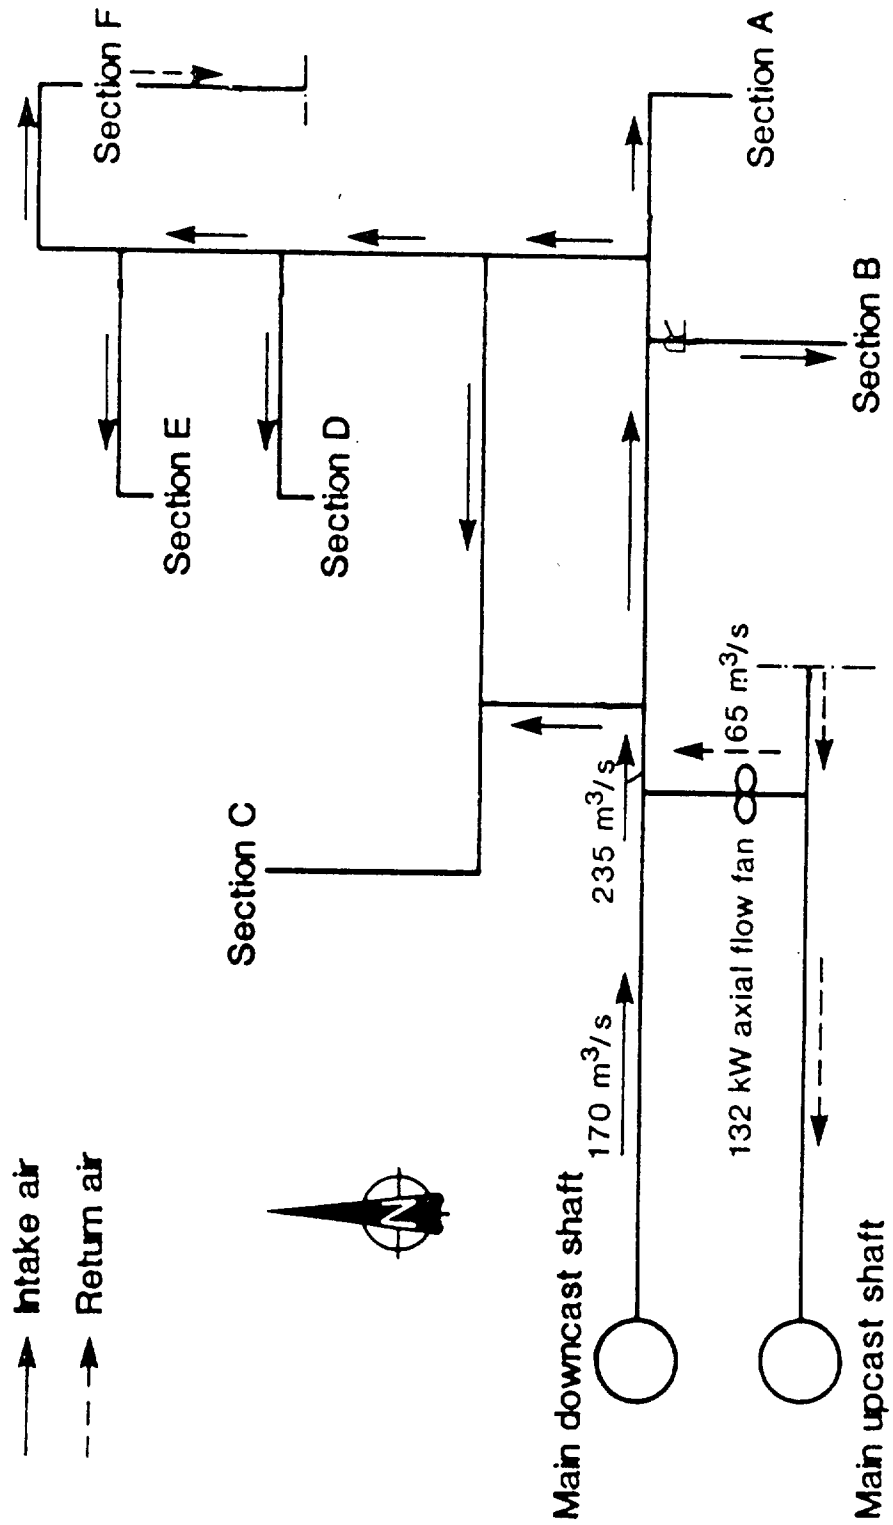 Intake air
Return air
N
Section F
Section E
Section D
Section C
Section A
Section B
Main downcast shaft
170 m³/s
235 m³/s
65 m³/s
132 kW axial flow fan
Main upcast shaft